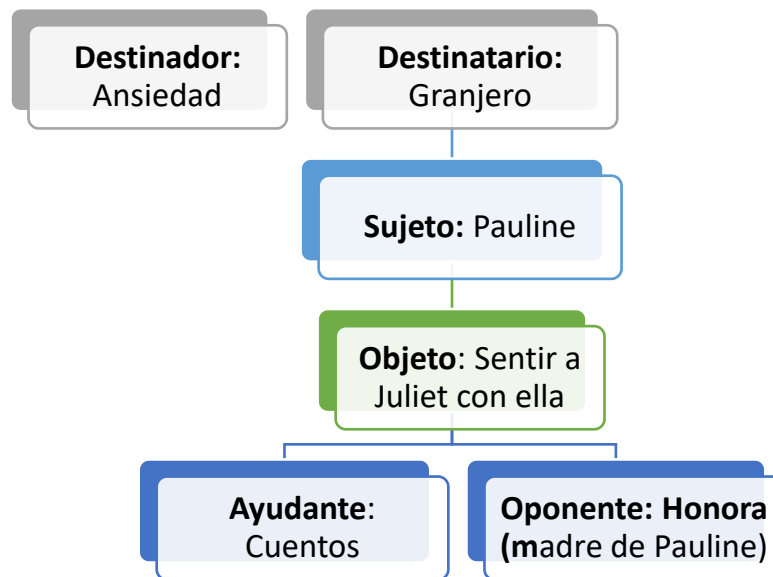 Destinador:
Ansiedad
Destinatario:
Granjero
Sujeto: Pauline
Objeto: Sentir a
Juliet con ella
Ayudante:
Cuentos
Oponente: Honora
(madre de Pauline)